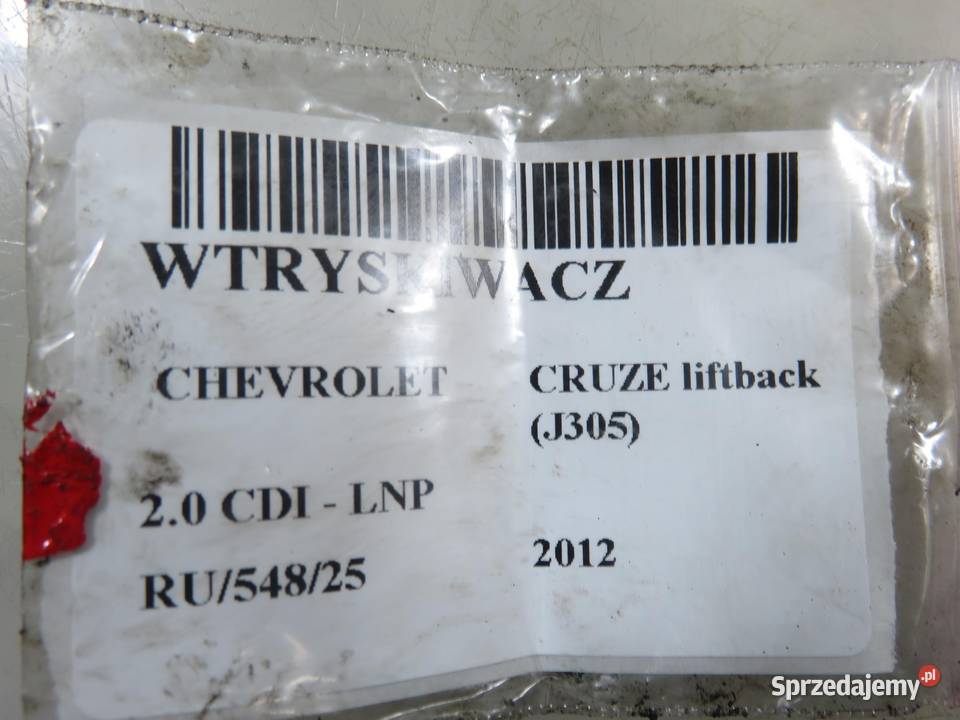 WTRYSKIWACZ
CHEVROLET
CRUZE liftback
(J305)
2.0 CDI - LNP
2012
RU/548/25
Sprzedajemy.pl